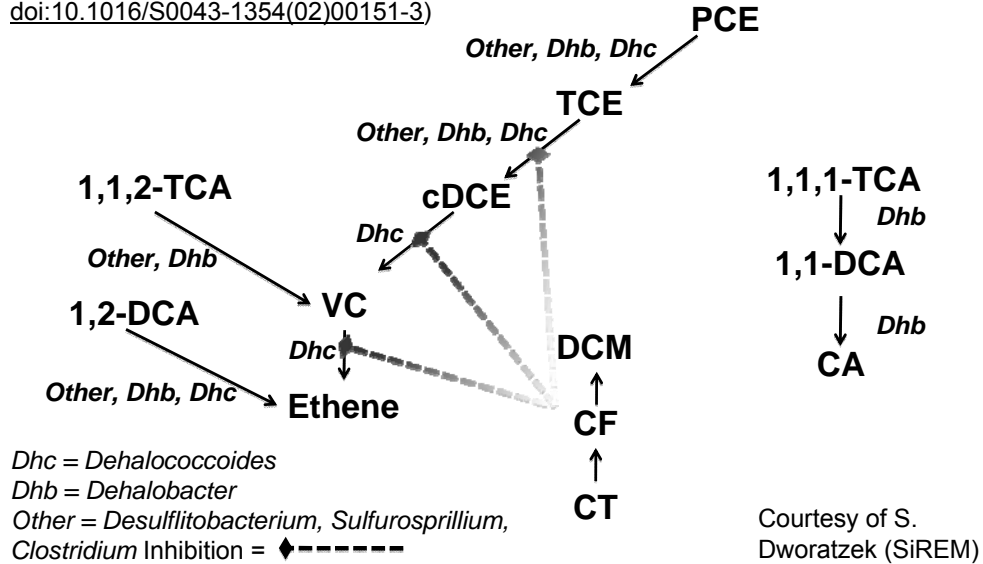 doi:10.1016/S0043-1354(02)00151-3)
PCE
Other, Dhb, Dhc
TCE
Other, Dhb, Dhc
1,1,2-TCA
cDCE
1,1,1-TCA
Dhc
Dhb
Other, Dhb
1,1-DCA
1,2-DCA
VC
Dhb
Dhc
DCM
CA
Other, Dhb, Dhc
Ethene
CF
Dhc = Dehalococcoides
Dhb = Dehalobacter
CT
Other = Desulflitobacterium, Sulfurosprillium,
Clostridium Inhibition =
Courtesy of S.
Dworatzek (SiREM)